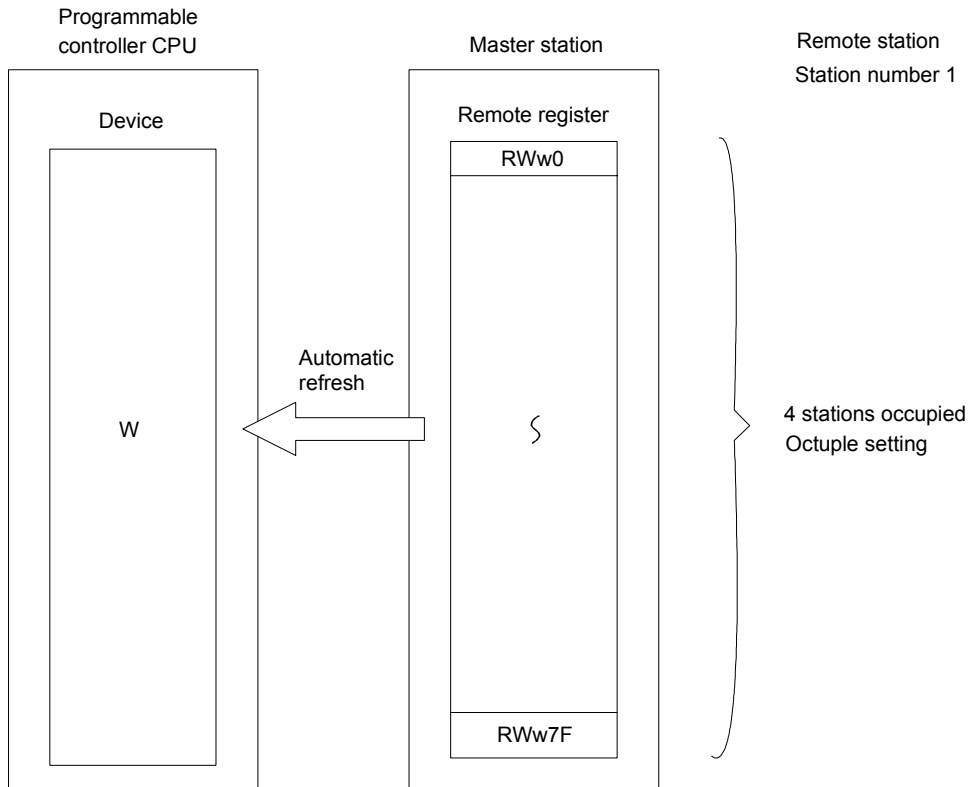 Programmable
controller CPU
Master station
Remote station
Station number 1
Device
Remote register
RWw0
Automatic
refresh
W
4 stations occupied
Octuple setting
RWw7F